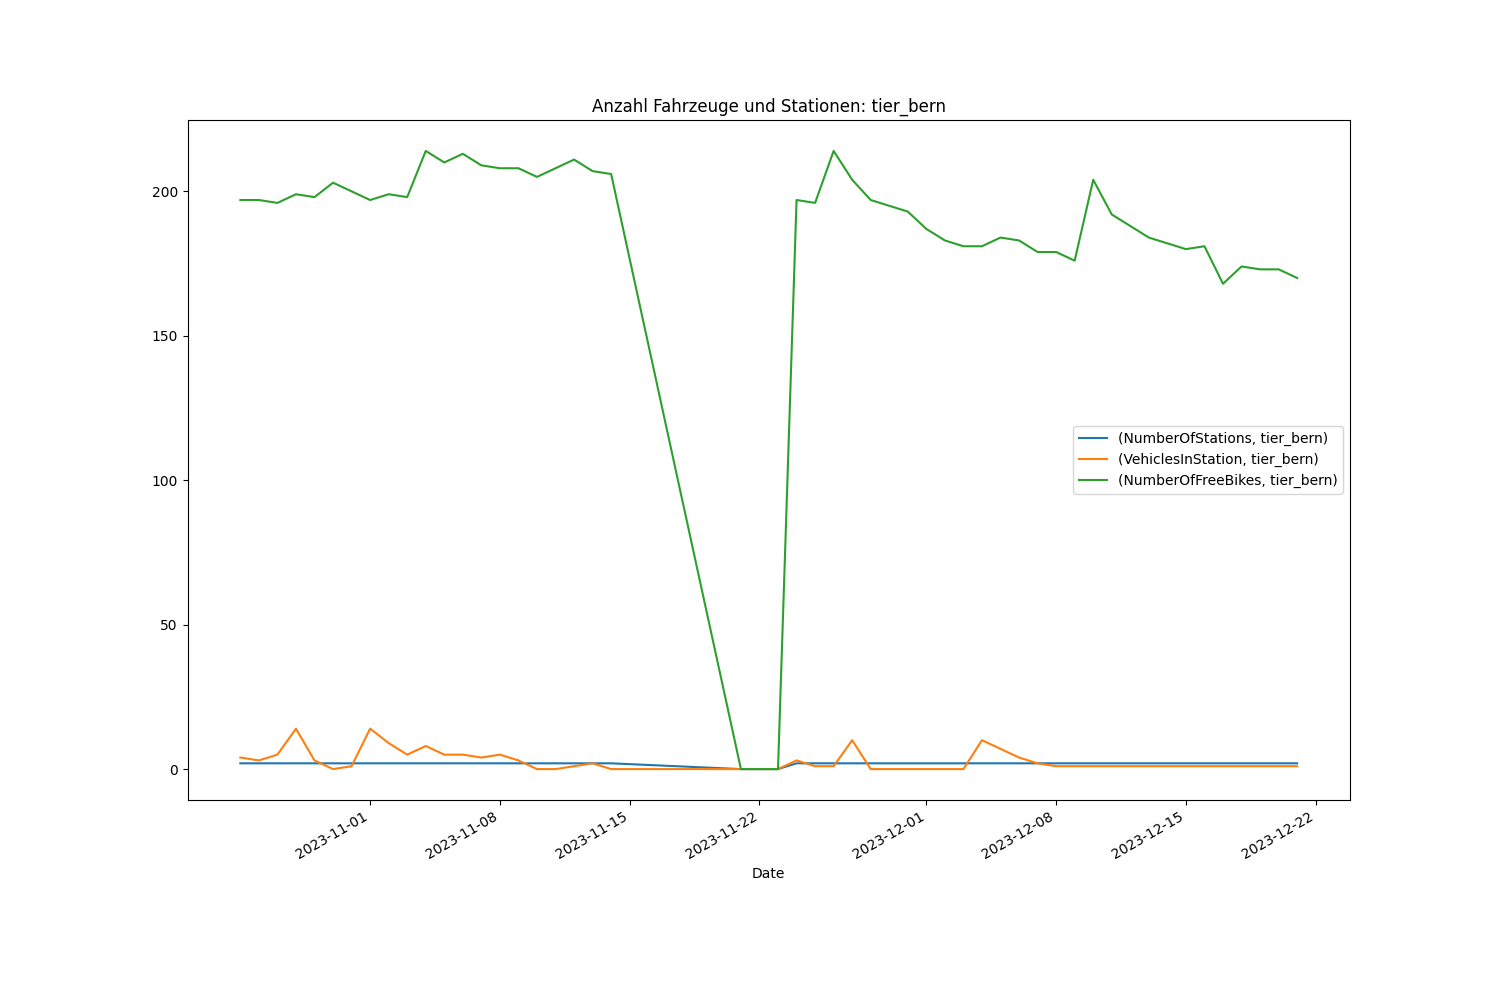 Anzahl Fahrzeuge und Stationen: tier_bern
200
150
100
50
0
(NumberOfStations, tier_bern)
(VehiclesInStation, tier_bern)
(NumberOfFreeBikes, tier_bern)
2023-11-01
2023-11-08
2023-11-15
2023-11-22
2023-12-01
2023-12-08
2023-12-15
2023-12-22
Date